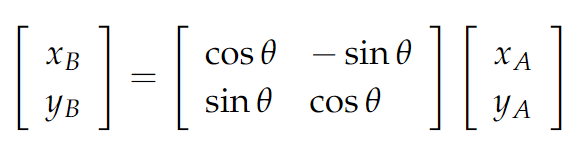 [ x_B ] = [ cos θ  − sin θ ] [ x_A ]
[ y_B ]   [ sin θ  cos θ ] [ y_A ]